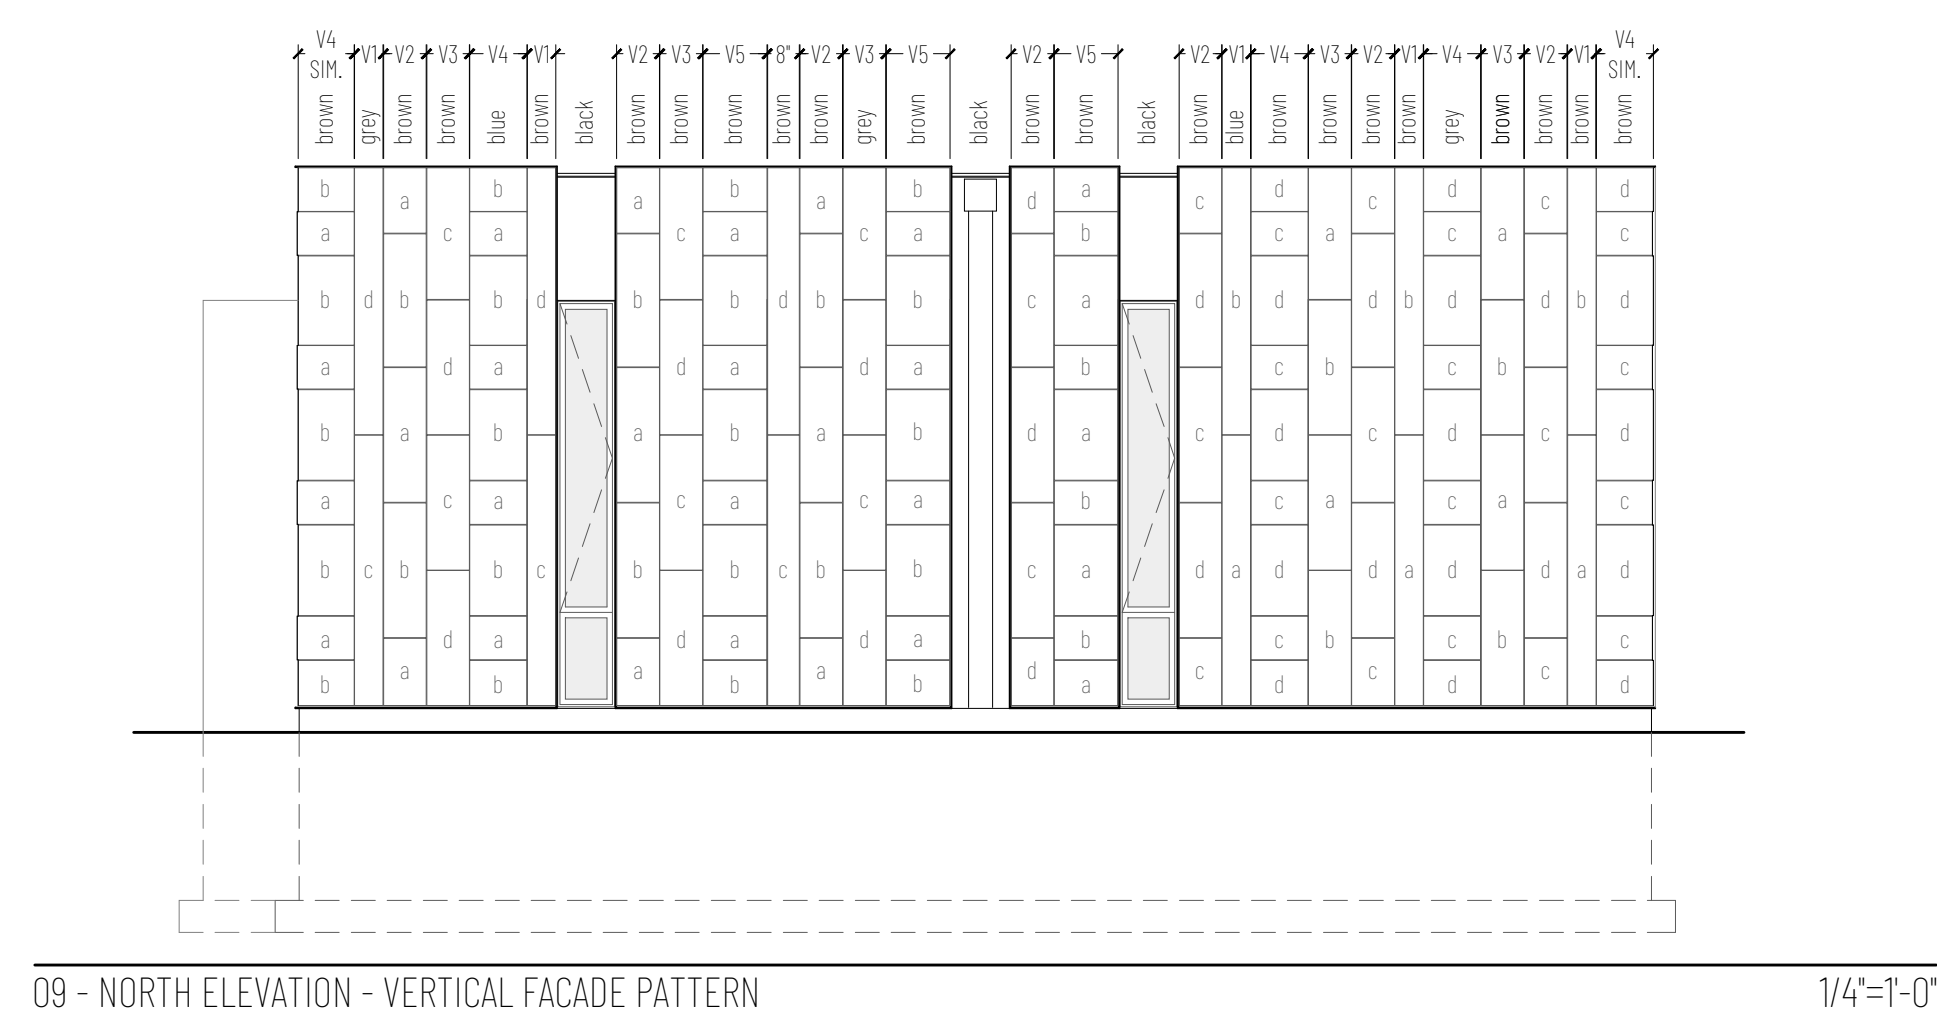 V4 V4
SIM. V1 V2 V3 V4 V1 V2 V3 V5 8" V2 V3 V5 V2 V5 V2 V1 V4 V3 V2 V1 V4 V3 V2 V1 SIM.
brown grey brown brown blue brown black brown brown brown brown brown grey brown black brown brown black brown blue brown brown brown brown grey brown brown brown brown
b b b b a d d d
a a a a d c c c
a c a c a c a b c a c a c
b d b b d b b d b b c a d b d d b d d b d
a d a d a d a b c b c b c
b a b a b a b d a c d c d c d
a c a c a c a b c a c a c
b c b b c b b c b b c a d a d d a d d a d
a d a d a d a b c b c b c
a a a d c c c
b b b b a d d d
09 - NORTH ELEVATION - VERTICAL FACADE PATTERN 1/4"=1'-0"